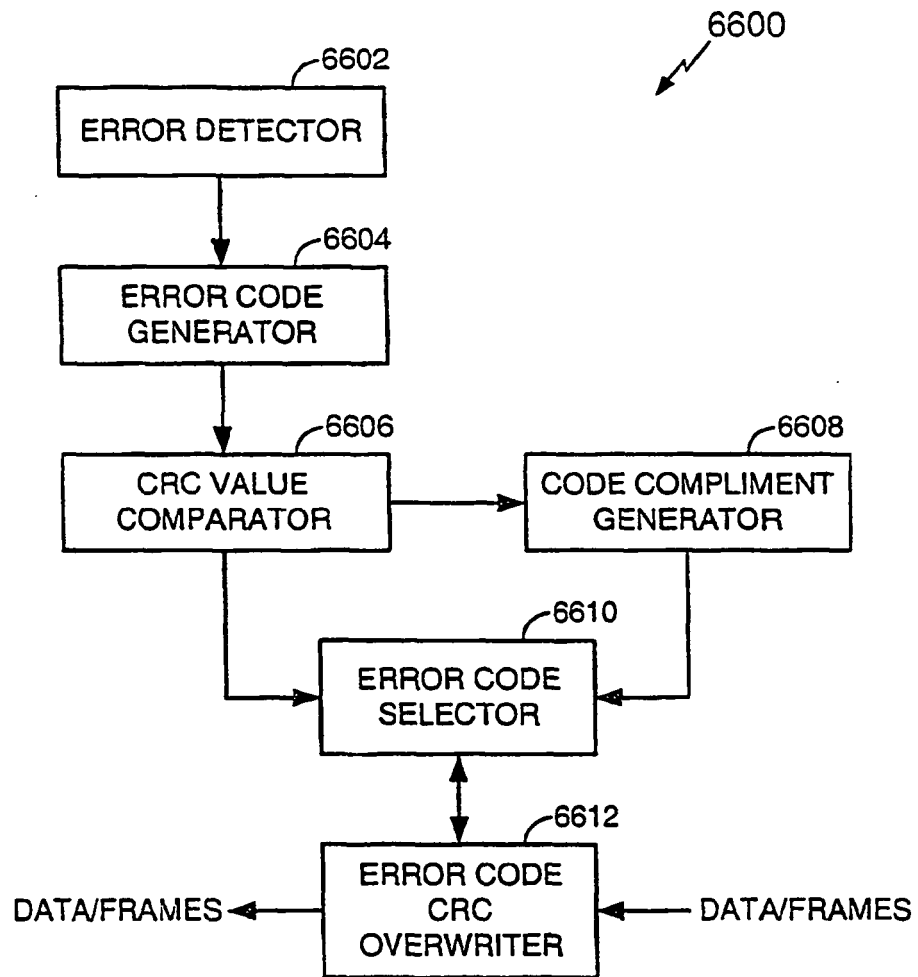 6600
6602
ERROR DETECTOR
6604
ERROR CODE
GENERATOR
6606
CRC VALUE
COMPARATOR
6608
CODE COMPLIMENT
GENERATOR
6610
ERROR CODE
SELECTOR
6612
ERROR CODE
CRC
OVERWRITER
DATA/FRAMES
DATA/FRAMES